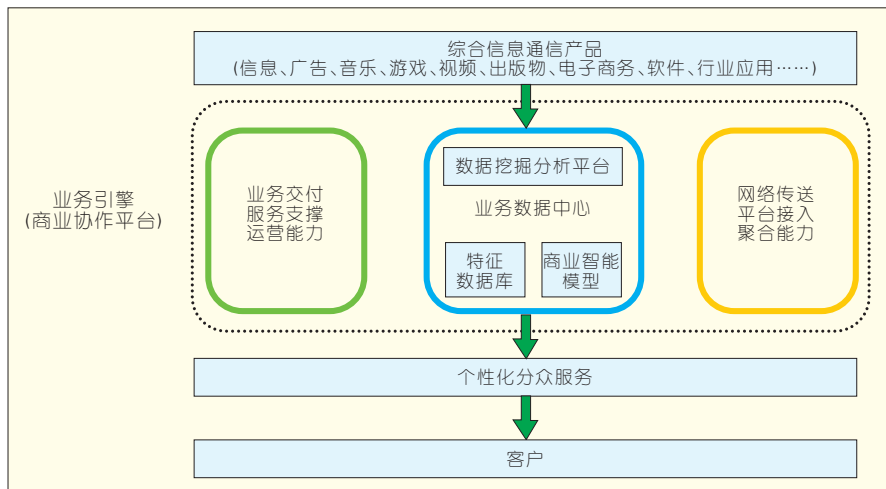 综合信息通信产品
(信息、广告、音乐、游戏、视频、出版物、电子商务、软件、行业应用……)
业务引擎
(商业协作平台)
业务交付
服务支撑
运营能力
数据挖掘分析平台
业务数据中心
特征
数据库
商业智能
模型
网络传送
平台接入
聚合能力
个性化分众服务
客户